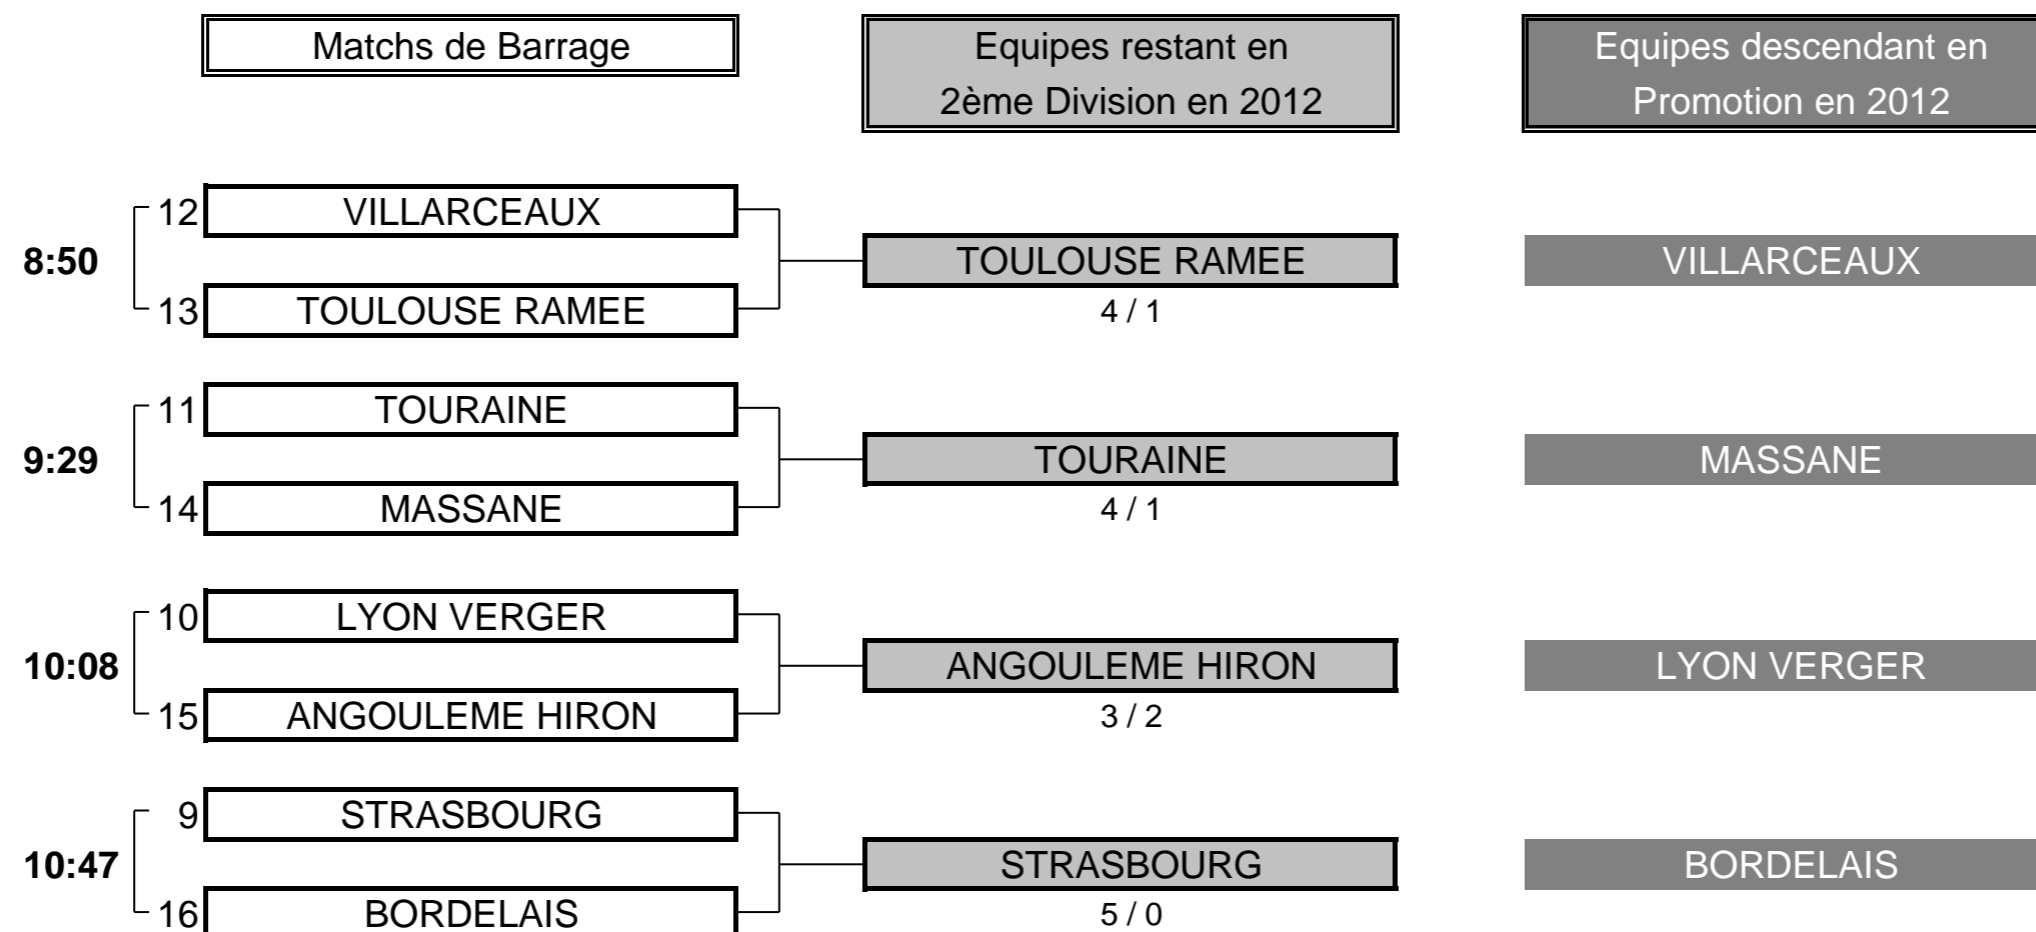 Matchs de Barrage
Equipes restant en
2ème Division en 2012
Equipes descendant en
Promotion en 2012
12 VILLARCEAUX
8:50 TOULOUSE RAMEE VILLARCEAUX
13 TOULOUSE RAMEE 4 / 1
11 TOURAINE
9:29 TOURAINE MASSANE
14 MASSANE 4 / 1
10 LYON VERGER
10:08 ANGOULEME HIRON LYON VERGER
15 ANGOULEME HIRON 3 / 2
9 STRASBOURG
10:47 STRASBOURG BORDELAIS
16 BORDELAIS 5 / 0